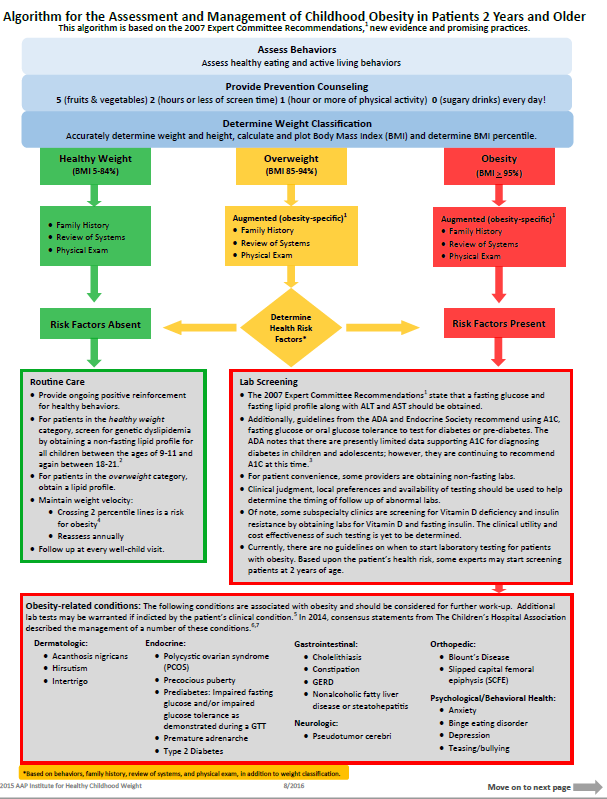 Algorithm for the Assessment and Management of Childhood Obesity in Patients 2 Years and Older
This algorithm is based on the 2007 Expert Committee Recommendations,1 new evidence and promising practices.
Assess Behaviors
Assess healthy eating and active living behaviors
Provide Prevention Counseling
5 (fruits & vegetables) 2 (hours or less of screen time) 1 (hour or more of physical activity) 0 (sugary drinks) every day!
Determine Weight Classification
Accurately determine weight and height, calculate and plot Body Mass Index (BMI) and determine BMI percentile.
Healthy Weight
(BMI 5-84%)
Overweight
(BMI 85-94%)
Obesity
(BMI ≥ 95%)
• Family History
• Review of Systems
• Physical Exam
Augmented (obesity-specific)1
• Family History
• Review of Systems
• Physical Exam
Augmented (obesity-specific)1
• Family History
• Review of Systems
• Physical Exam
Risk Factors Absent
Determine
Health Risk
Factors*
Risk Factors Present
Routine Care
• Provide ongoing positive reinforcement
for healthy behaviors.
• For patients in the healthy weight
category, screen for genetic dyslipidemia
by obtaining a non-fasting lipid profile for
all children between the ages of 9-11 and
again between 18-21.2
• For patients in the overweight category,
obtain a lipid profile.
• Maintain weight velocity:
• Crossing 2 percentile lines is a risk
for obesity4
• Reassess annually
• Follow up at every well-child visit.
Lab Screening
• The 2007 Expert Committee Recommendations1 state that a fasting glucose and
fasting lipid profile along with ALT and AST should be obtained.
• Additionally, guidelines from the ADA and Endocrine Society recommend using A1C,
fasting glucose or oral glucose tolerance to test for diabetes or pre-diabetes. The
ADA notes that there are presently limited data supporting A1C for diagnosing
diabetes in children and adolescents; however, they are continuing to recommend
A1C at this time.3
• For patient convenience, some providers are obtaining non-fasting labs.
• Clinical judgment, local preferences and availability of testing should be used to help
determine the timing of follow up of abnormal labs.
• Of note, some subspecialty clinics are screening for Vitamin D deficiency and insulin
resistance by obtaining labs for Vitamin D and fasting insulin. The clinical utility and
cost effectiveness of such testing is yet to be determined.
• Currently, there are no guidelines on when to start laboratory testing for patients
with obesity. Based upon the patient's health risk, some experts may start screening
patients at 2 years of age.
Obesity-related conditions: The following conditions are associated with obesity and should be considered for further work-up. Additional
lab tests may be warranted if indicted by the patient's clinical condition.5 In 2014, consensus statements from The Children's Hospital Association
described the management of a number of these conditions.6,7
Dermatologic:
• Acanthosis nigricans
• Hirsutism
• Intertrigo
Endocrine:
• Polycystic ovarian syndrome
(PCOS)
• Precocious puberty
• Prediabetes: Impaired fasting
glucose and/or impaired
glucose tolerance as
demonstrated during a GTT
• Premature adrenarche
• Type 2 Diabetes
Gastrointestinal:
• Cholelithiasis
• Constipation
• GERD
• Nonalcoholic fatty liver
disease or steatohepatitis
Neurologic:
• Pseudotumor cerebri
Orthopedic:
• Blount's Disease
• Slipped capital femoral
epiphysis (SCFE)
Psychological/Behavioral Health:
• Anxiety
• Binge eating disorder
• Depression
• Teasing/bullying
*Based on behaviors, family history, review of systems, and physical exam, in addition to weight classification.
2015 AAP Institute for Healthy Childhood Weight
8/2016
Move on to next page